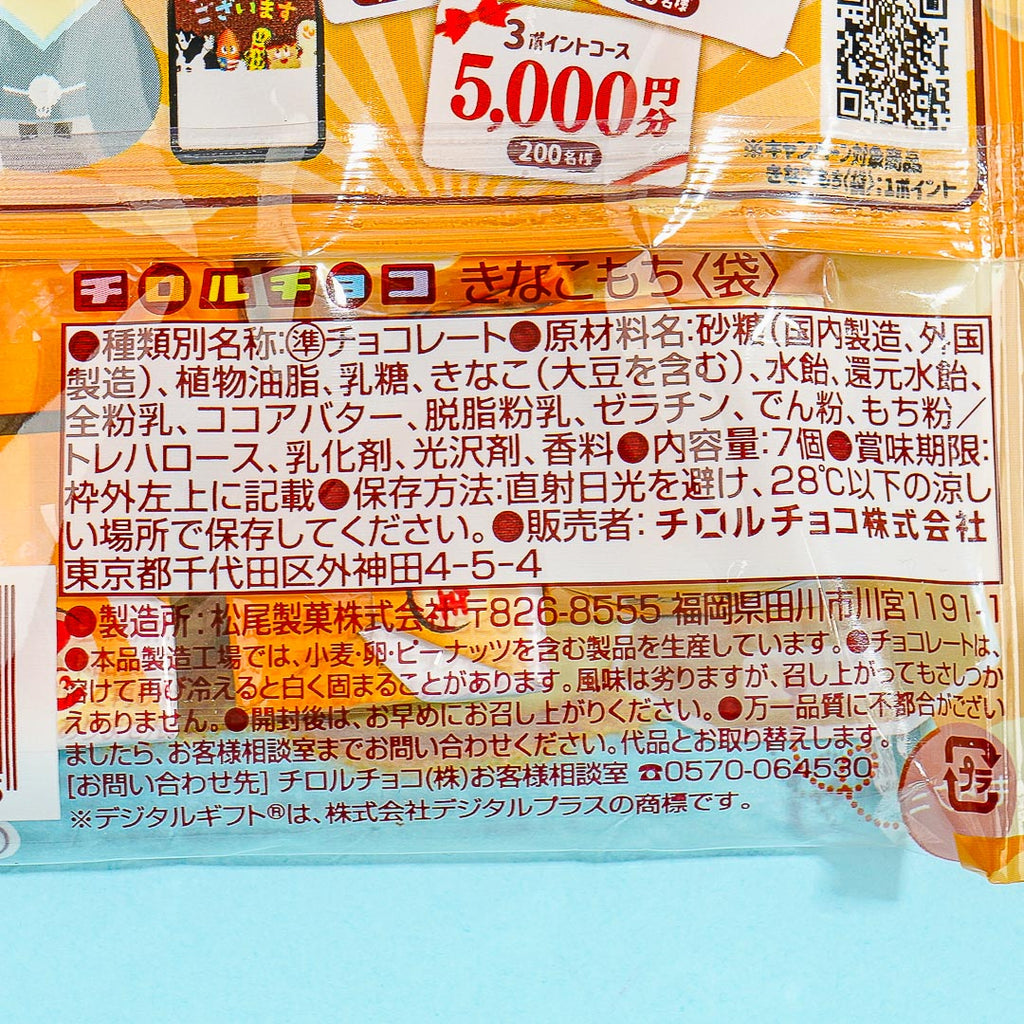 ございます
3ポイントコース
5,000円分
200名様
※キャンペーン対象商品
きなこもち〈袋〉:1ポイント
チロルチョコ きなこもち〈袋〉
●種類別名称:準チョコレート●原材料名:砂糖(国内製造、外国
製造)、植物油脂、乳糖、きなこ(大豆を含む)、水飴、還元水飴、
全粉乳、ココアバター、脱脂粉乳、ゼラチン、でん粉、もち粉／
トレハロース、乳化剤、光沢剤、香料●内容量:7個●賞味期限:
枠外左上に記載●保存方法:直射日光を避け、28℃以下の涼し
い場所で保存してください。●販売者:チロルチョコ株式会社
東京都千代田区外神田4-5-4
●製造所:松尾製菓株式会社 〒826-8555 福岡県田川市川宮1191-1
●本品製造工場では、小麦・卵・ピーナッツを含む製品を生産しています。●チョコレートは、
溶けて再び冷えると白く固まることがあります。風味は劣りますが、召し上がってもさしつか
えありません。●開封後は、お早めにお召し上がりください。●万一品質に不都合がござい
ましたら、お客様相談室までお問い合わせください。代品とお取り替えします。
[お問い合わせ先] チロルチョコ(株)お客様相談室 ☎0570-064530
※デジタルギフト®は、株式会社デジタルプラスの商標です。
プラ